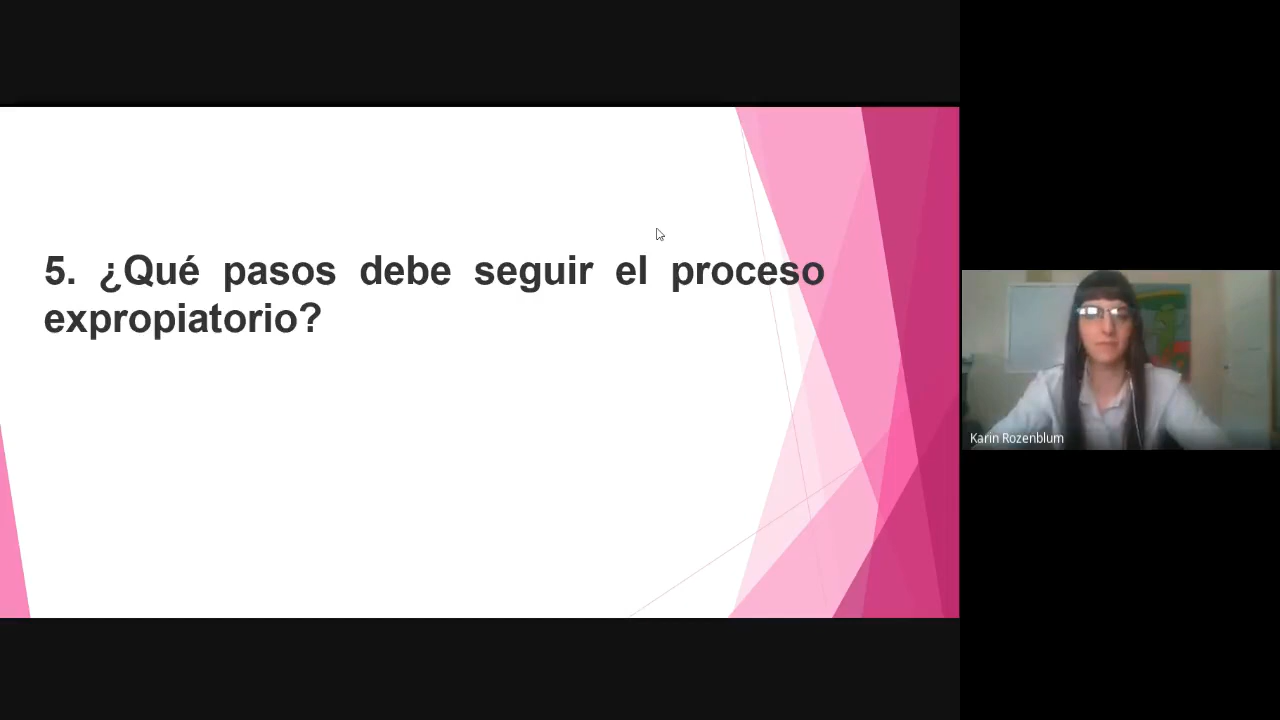 5. ¿Qué pasos debe seguir el proceso
expropiatorio?
Karin Rozenblum